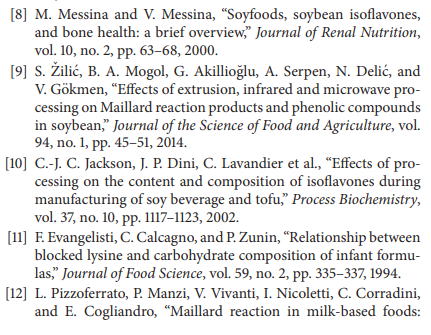 [8] M. Messina and V. Messina, “Soyfoods, soybean isoflavones,
and bone health: a brief overview,” Journal of Renal Nutrition,
vol. 10, no. 2, pp. 63–68, 2000.
[9] S. Žilić, B. A. Mogol, G. Akillioğlu, A. Serpen, N. Delić, and
V. Gökmen, “Effects of extrusion, infrared and microwave pro-
cessing on Maillard reaction products and phenolic compounds
in soybean,” Journal of the Science of Food and Agriculture, vol.
94, no. 1, pp. 45–51, 2014.
[10] C.-J. C. Jackson, J. P. Dini, C. Lavandier et al., “Effects of pro-
cessing on the content and composition of isoflavones during
manufacturing of soy beverage and tofu,” Process Biochemistry,
vol. 37, no. 10, pp. 1117–1123, 2002.
[11] F. Evangelisti, C. Calcagno, and P. Zunin, “Relationship between
blocked lysine and carbohydrate composition of infant formu-
las,” Journal of Food Science, vol. 59, no. 2, pp. 335–337, 1994.
[12] L. Pizzoferrato, P. Manzi, V. Vivanti, I. Nicoletti, C. Corradini,
and E. Cogliandro, “Maillard reaction in milk-based foods: